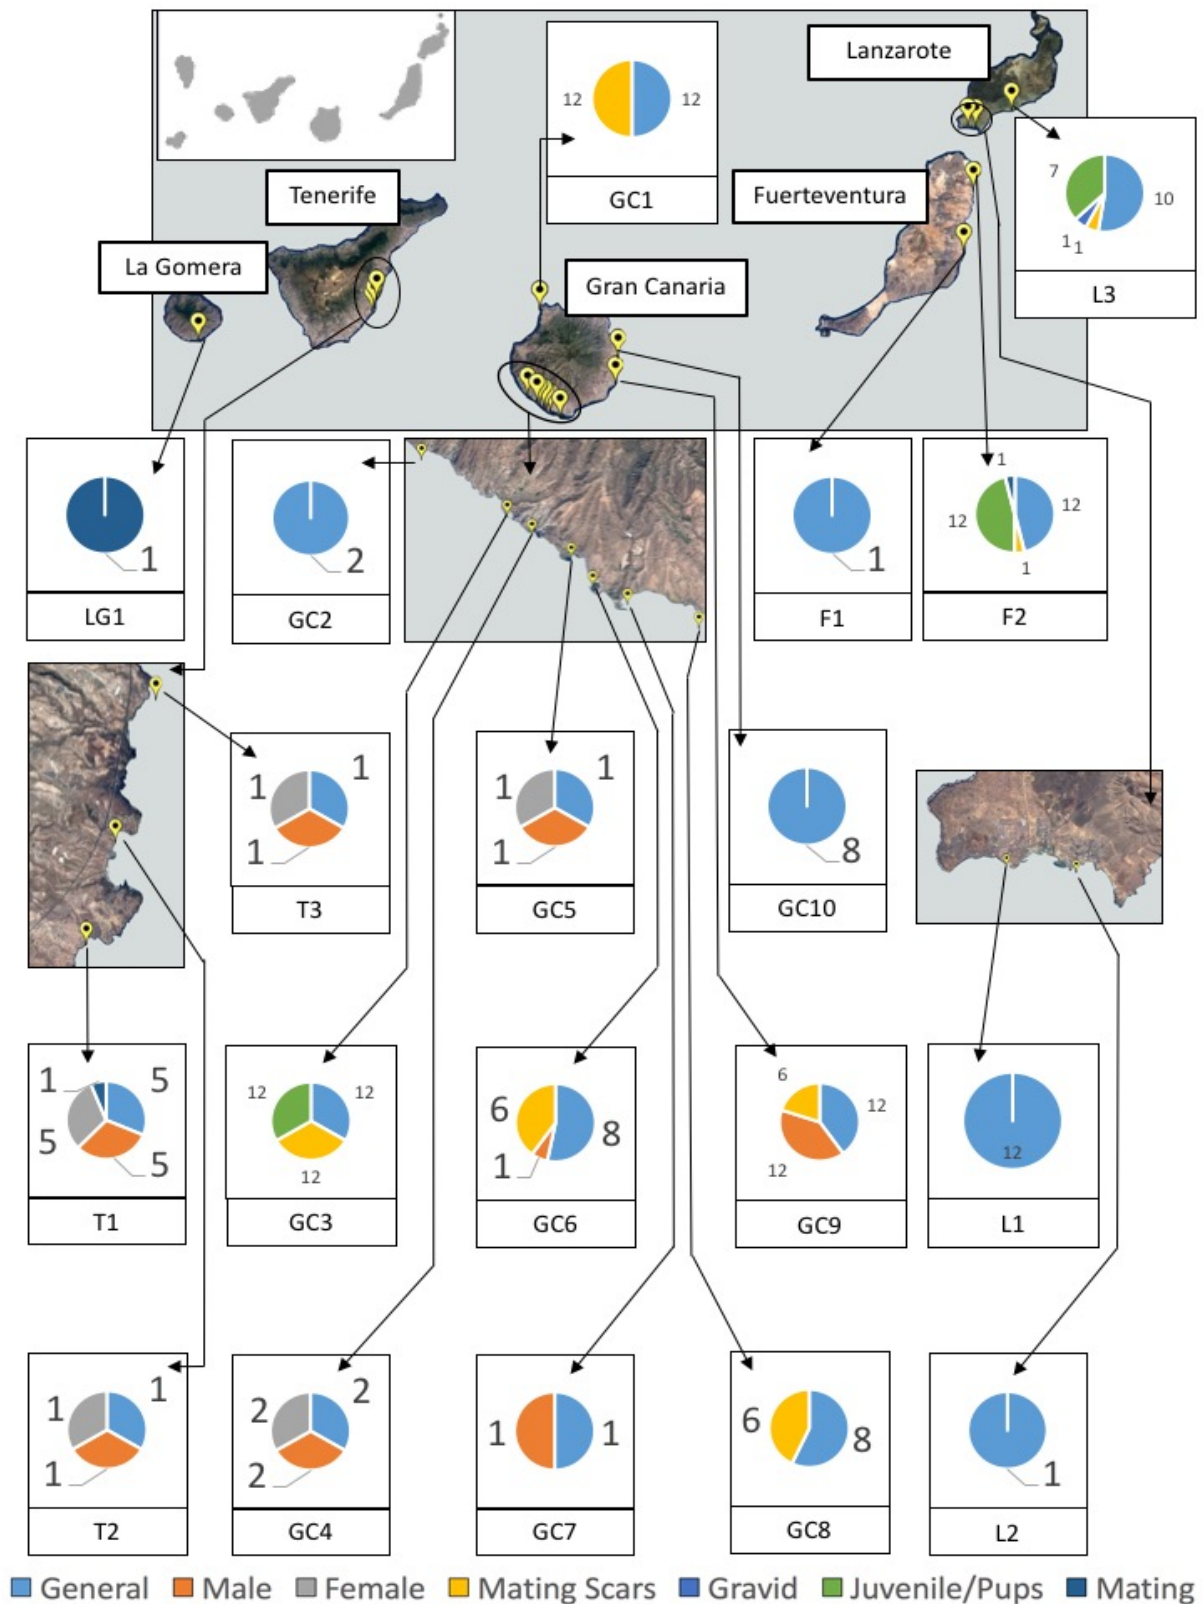 Lanzarote
12 12
GC1
Tenerife
Fuerteventura
7
10
1 1
L3
La Gomera
Gran Canaria
1
LG1
2
GC2
1
F1
1
12
12
1
F2
1 1
1
T3
1 1
1
GC5
8
GC10
1 5
5
5
T1
12 12
12
GC3
6
8
1
GC6
6
12
12
GC9
12
L1
1 1
1
T2
2 2
2
GC4
1 1
GC7
6 8
GC8
1
L2
General Male Female Mating Scars Gravid Juvenile/Pups Mating